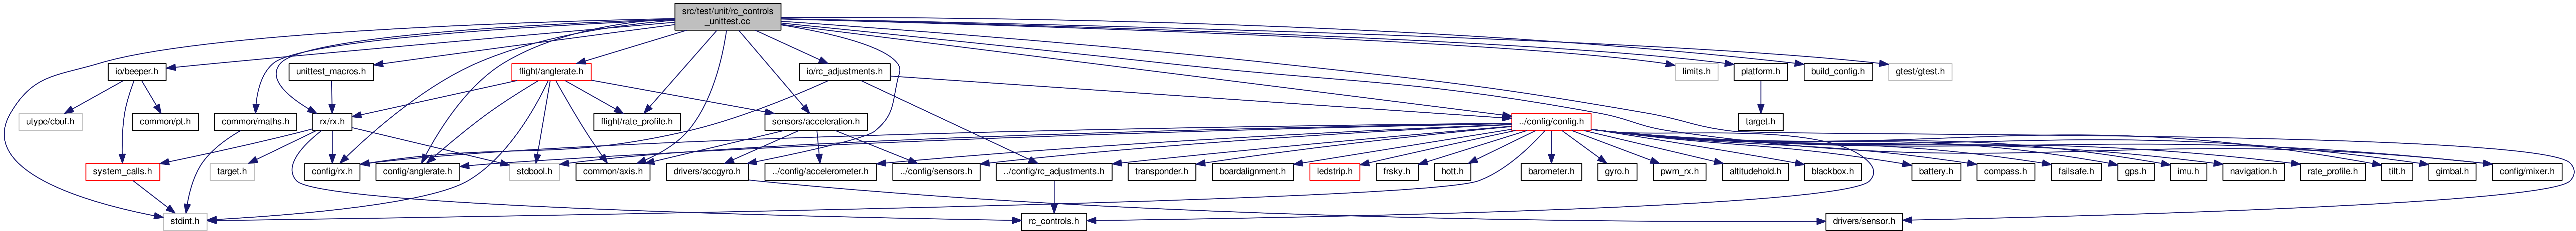 src/test/unit/rc_controls
_unittest.cc
io/beeper.h
unittest_macros.h
flight/anglerate.h
io/rc_adjustments.h
limits.h
platform.h
build_config.h
gtest/gtest.h
utype/cbuf.h
common/pt.h
common/maths.h
rx/rx.h
flight/rate_profile.h
sensors/acceleration.h
../config/config.h
target.h
system_calls.h
target.h
config/rx.h
config/anglerate.h
stdbool.h
common/axis.h
drivers/accgyro.h
../config/accelerometer.h
../config/sensors.h
../config/rc_adjustments.h
transponder.h
boardalignment.h
ledstrip.h
frsky.h
hott.h
barometer.h
gyro.h
pwm_rx.h
altitudehold.h
blackbox.h
battery.h
compass.h
failsafe.h
gps.h
imu.h
navigation.h
rate_profile.h
tilt.h
gimbal.h
config/mixer.h
stdint.h
rc_controls.h
drivers/sensor.h